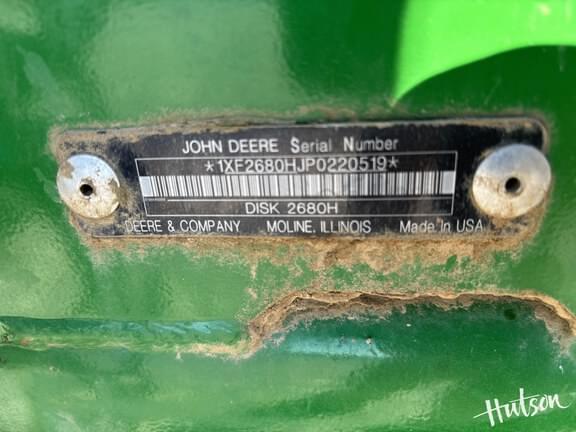 JOHN DEERE Serial Number
*1XF2680HJP0220519*
DISK 2680H
DEERE & COMPANY MOLINE, ILLINOIS Made in USA
Hutson